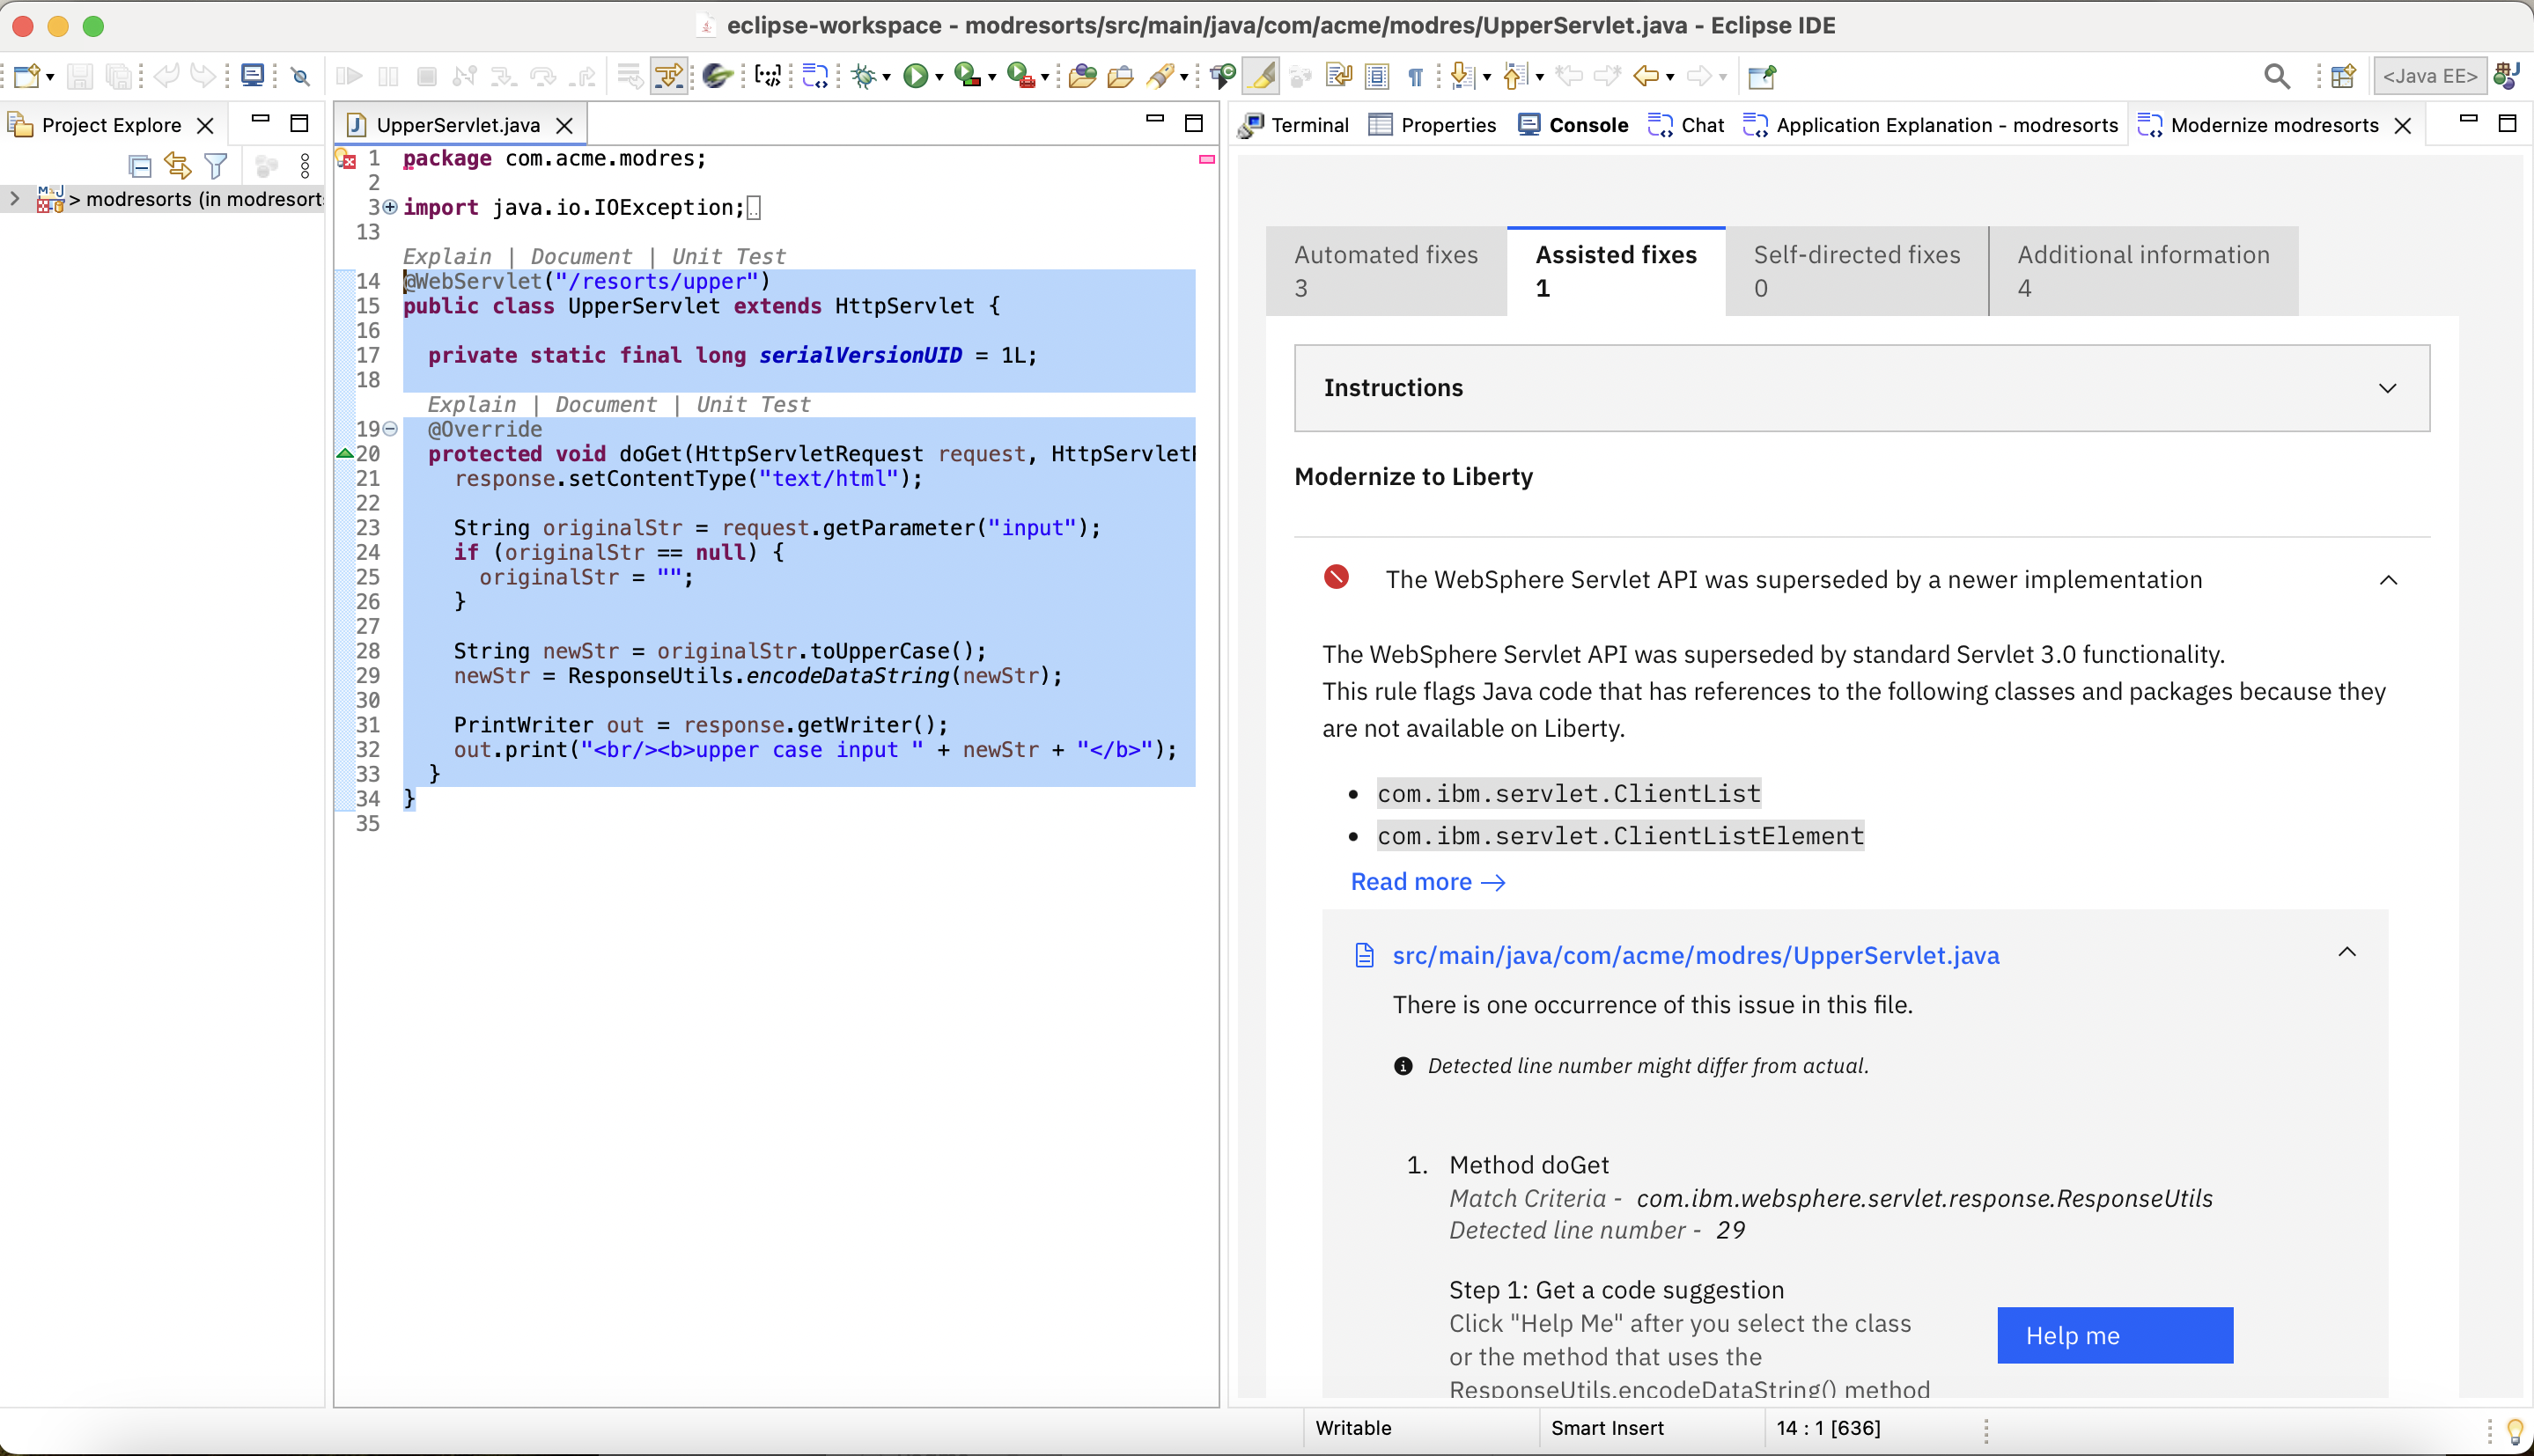 eclipse-workspace - modresorts/src/main/java/com/acme/modres/UpperServlet.java - Eclipse IDE
<Java EE>
Project Explore
> modresorts (in modresort
UpperServlet.java
1 package com.acme.modres;
2
3 import java.io.IOException;
13
Explain | Document | Unit Test
14 @WebServlet("/resorts/upper")
15 public class UpperServlet extends HttpServlet {
16
17 private static final long serialVersionUID = 1L;
18
Explain | Document | Unit Test
19 @Override
20 protected void doGet(HttpServletRequest request, HttpServlet
21 response.setContentType("text/html");
22
23 String originalStr = request.getParameter("input");
24 if (originalStr == null) {
25 originalStr = "";
26 }
27
28 String newStr = originalStr.toUpperCase();
29 newStr = ResponseUtils.encodeDataString(newStr);
30
31 PrintWriter out = response.getWriter();
32 out.print("<br/><b>upper case input " + newStr + "</b>");
33 }
34 }
35
Terminal Properties Console Chat Application Explanation - modresorts Modernize modresorts
Automated fixes
3
Assisted fixes
1
Self-directed fixes
0
Additional information
4
Instructions
Modernize to Liberty
The WebSphere Servlet API was superseded by a newer implementation
The WebSphere Servlet API was superseded by standard Servlet 3.0 functionality.
This rule flags Java code that has references to the following classes and packages because they
are not available on Liberty.
• com.ibm.servlet.ClientList
• com.ibm.servlet.ClientListElement
Read more →
src/main/java/com/acme/modres/UpperServlet.java
There is one occurrence of this issue in this file.
Detected line number might differ from actual.
1. Method doGet
Match Criteria - com.ibm.websphere.servlet.response.ResponseUtils
Detected line number - 29
Step 1: Get a code suggestion
Click "Help Me" after you select the class
or the method that uses the
ResponseUtils.encodeDataString() method
Help me
Writable
Smart Insert
14 : 1 [636]